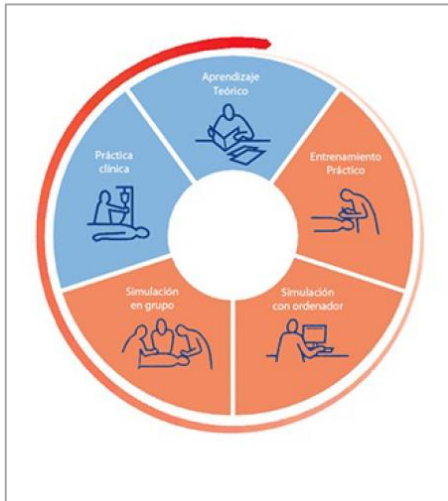 Aprendizaje
Teórico
Entrenamiento
Práctico
Simulación
con ordenador
Simulación
en grupo
Práctica
clínica